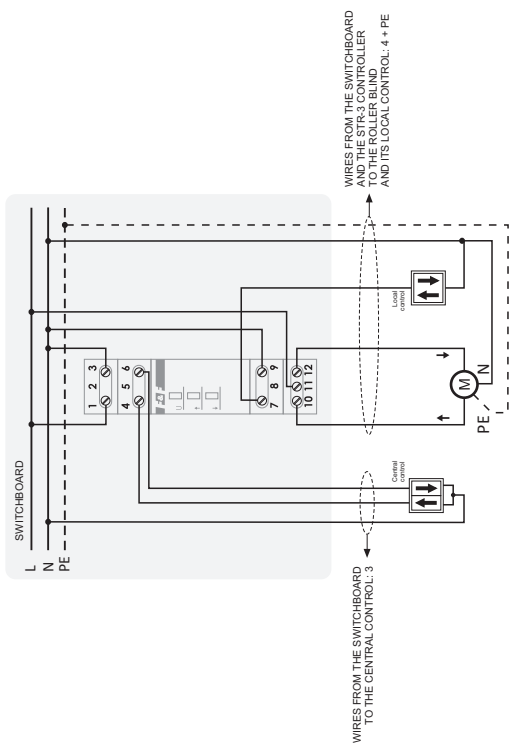 SWITCHBOARD
L
N
PE
1 2 3
4 5 6
F&F
U
7 8 9
10 11 12
WIRES FROM THE SWITCHBOARD
AND THE STR-3 CONTROLLER
TO THE ROLLER BLIND
AND ITS LOCAL CONTROL: 4 + PE
Local
control
Central
control
M
N
PE
WIRES FROM THE SWITCHBOARD
TO THE CENTRAL CONTROL: 3